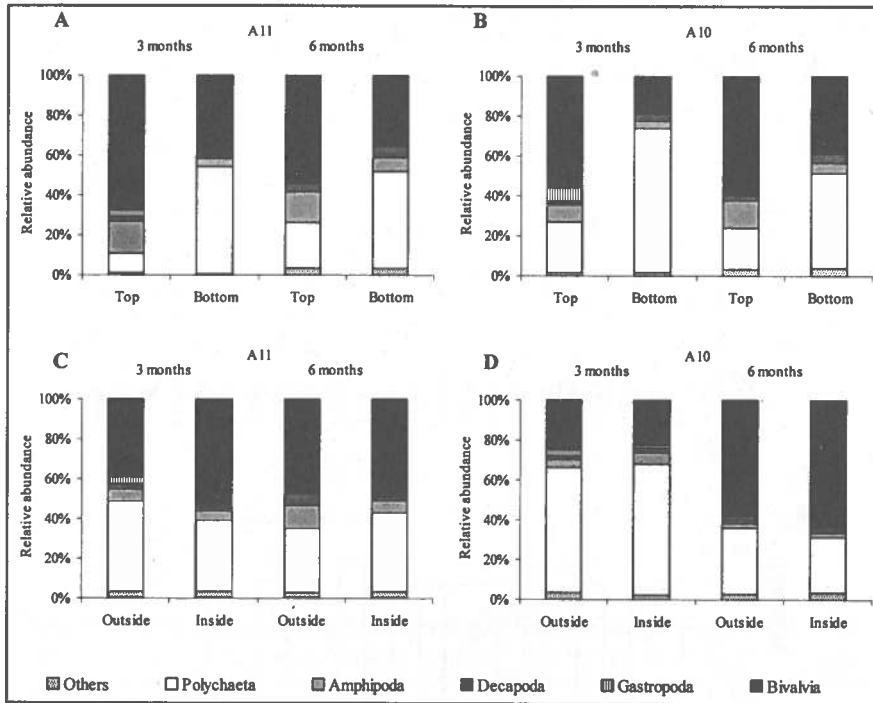 A
A11
3 months
6 months
Relative abundance
100%
80%
60%
40%
20%
0%
Top
Bottom
Top
Bottom
B
A10
3 months
6 months
Relative abundance
100%
80%
60%
40%
20%
0%
Top
Bottom
Top
Bottom
C
A11
3 months
6 months
Relative abundance
100%
80%
60%
40%
20%
0%
Outside
Inside
Outside
Inside
D
A10
3 months
6 months
Relative abundance
100%
80%
60%
40%
20%
0%
Outside
Inside
Outside
Inside
Others
Polychaeta
Amphipoda
Decapoda
Gastropoda
Bivalvia